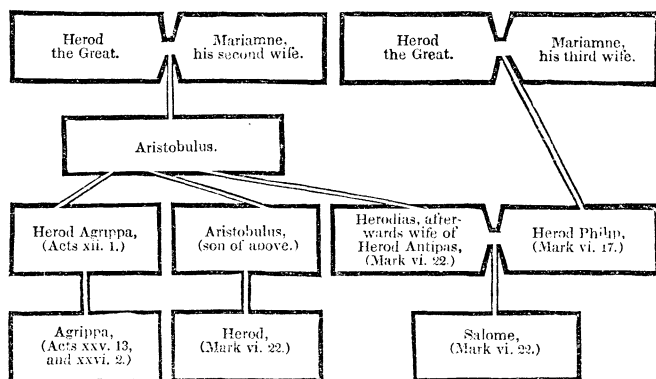 Herod
the Great.
Mariamne,
his second wife.
Herod
the Great.
Mariamne,
his third wife.
Aristobulus.
Herod Agrippa,
(Acts xii. 1.)
Aristobulus,
(son of above.)
Herodias, after-
wards wife of
Herod Antipas,
(Mark vi. 22.)
Herod Philip,
(Mark vi. 17.)
Agrippa,
(Acts xxv. 13,
and xxvi. 2.)
Herod,
(Mark vi. 22.)
Salome,
(Mark vi. 22.)